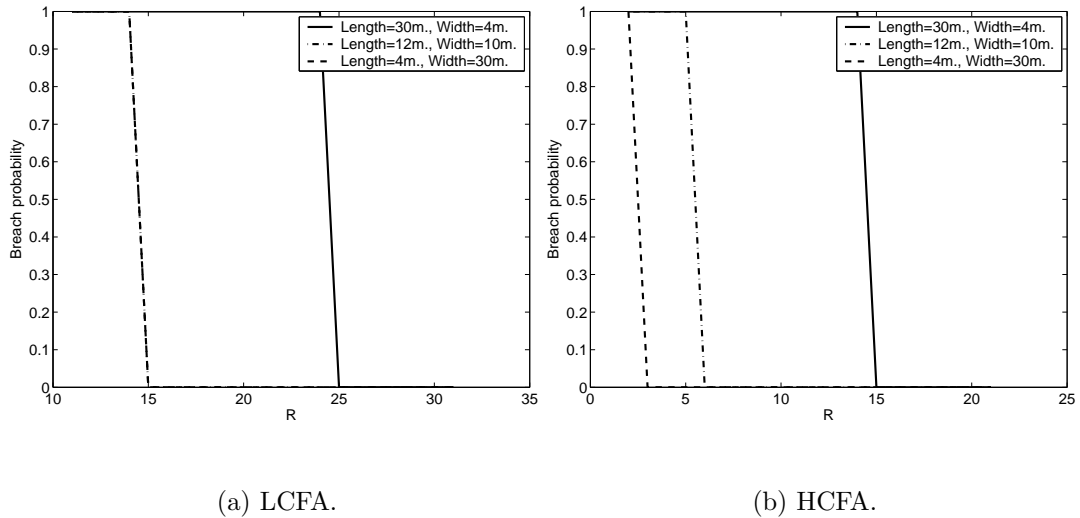 1
0.9
0.8
0.7
0.6
0.5
0.4
0.3
0.2
0.1
0
Breach probability
10 15 20 25 30 35
R
Length=30m., Width=4m.
Length=12m., Width=10m.
Length=4m., Width=30m.
(a) LCFA.
1
0.9
0.8
0.7
0.6
0.5
0.4
0.3
0.2
0.1
0
Breach probability
0 5 10 15 20 25
R
Length=30m., Width=4m.
Length=12m., Width=10m.
Length=4m., Width=30m.
(b) HCFA.